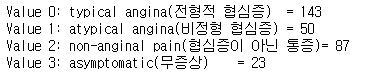 Value 0: typical angina(전형적 협심증)  = 143
Value 1: atypical angina(비정형 협심증) = 50
Value 2: non-anginal pain(협심증이 아닌 통증)= 87
Value 3: asymptomatic(무증상)    = 23